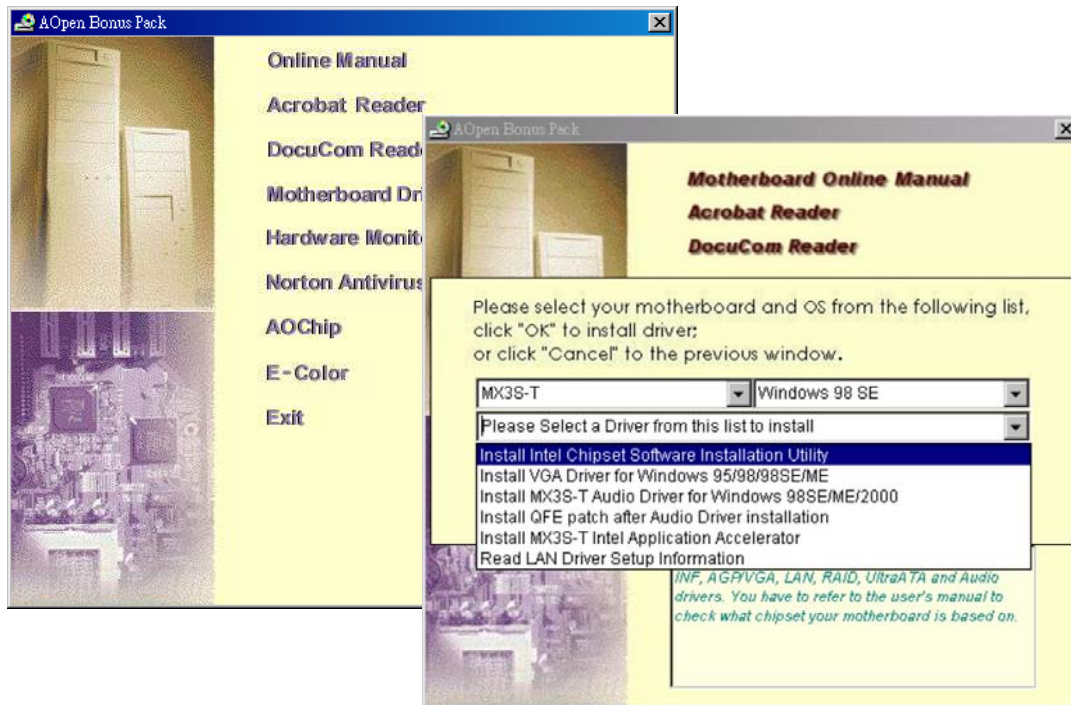 AOpen Bonus Pack
Online Manual
Acrobat Reader
DocuCom
Motherboard
Hardware
Norton Antivirus
AOChip
E-Color
Exit
AOpen Bonus Pack
Motherboard Online Manual
Acrobat Reader
DocuCom Reader
Please select your motherboard and OS from the following list,
click "OK" to install driver;
or click "Cancel" to the previous window.
MX3S-T
Windows 98 SE
Please Select a Driver from this list to install
Install Intel Chipset Software Installation Utility
Install VGA Driver for Windows 95/98/98SE/ME
Install MX3S-T Audio Driver for Windows 98SE/ME/2000
Install QFE patch after Audio Driver installation
Install MX3S-T Intel Application Accelerator
Read LAN Driver Setup Information
INF, AGP/VGA, LAN, RAID, UltraATA and Audio
drivers. You have to refer to the user's manual to
check what chipset your motherboard is based on.